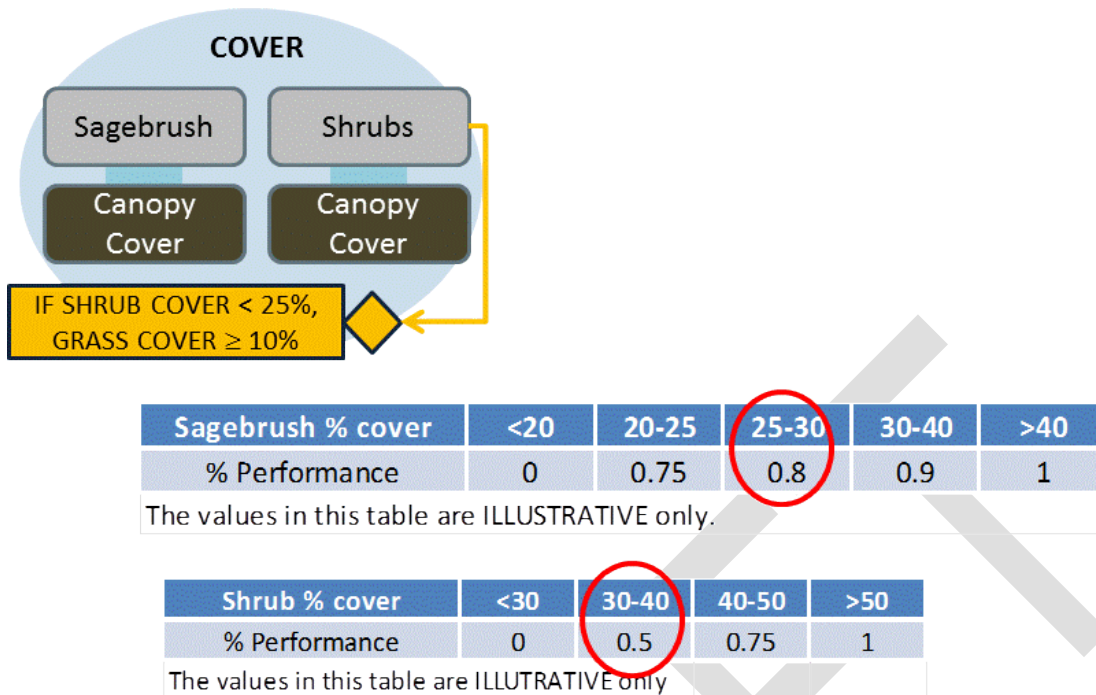 COVER
Sagebrush Shrubs
Canopy Canopy
Cover Cover
IF SHRUB COVER < 25%,
GRASS COVER ≥ 10%
Sagebrush % cover <20 20-25 25-30 30-40 >40
% Performance 0 0.75 0.8 0.9 1
The values in this table are ILLUSTRATIVE only.
Shrub % cover <30 30-40 40-50 >50
% Performance 0 0.5 0.75 1
The values in this table are ILLUTRATIVE only